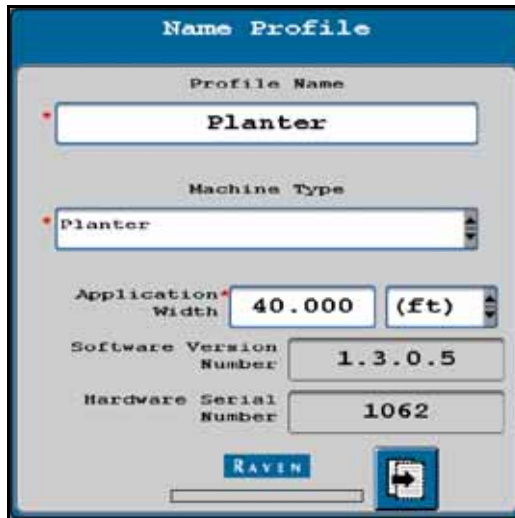 Name Profile
Profile Name
* Planter
Machine Type
* Planter
Application* 40.000 (ft)
Width
Software Version 1.3.0.5
Number
Hardware Serial 1062
Number
RAVEN